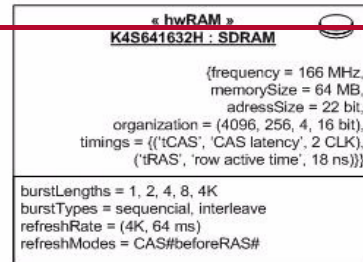 « hwRAM »
K4S641632H : SDRAM
{frequency = 166 MHz,
memorySize = 64 MB,
adressSize = 22 bit,
organization = (4096, 256, 4, 16 bit),
timings = {('tCAS', 'CAS latency', 2 CLK),
('tRAS', 'row active time', 18 ns)}}
burstLengths = 1, 2, 4, 8, 4K
burstTypes = sequencial, interleave
refreshRate = (4K, 64 ms)
refreshModes = CAS#beforeRAS#